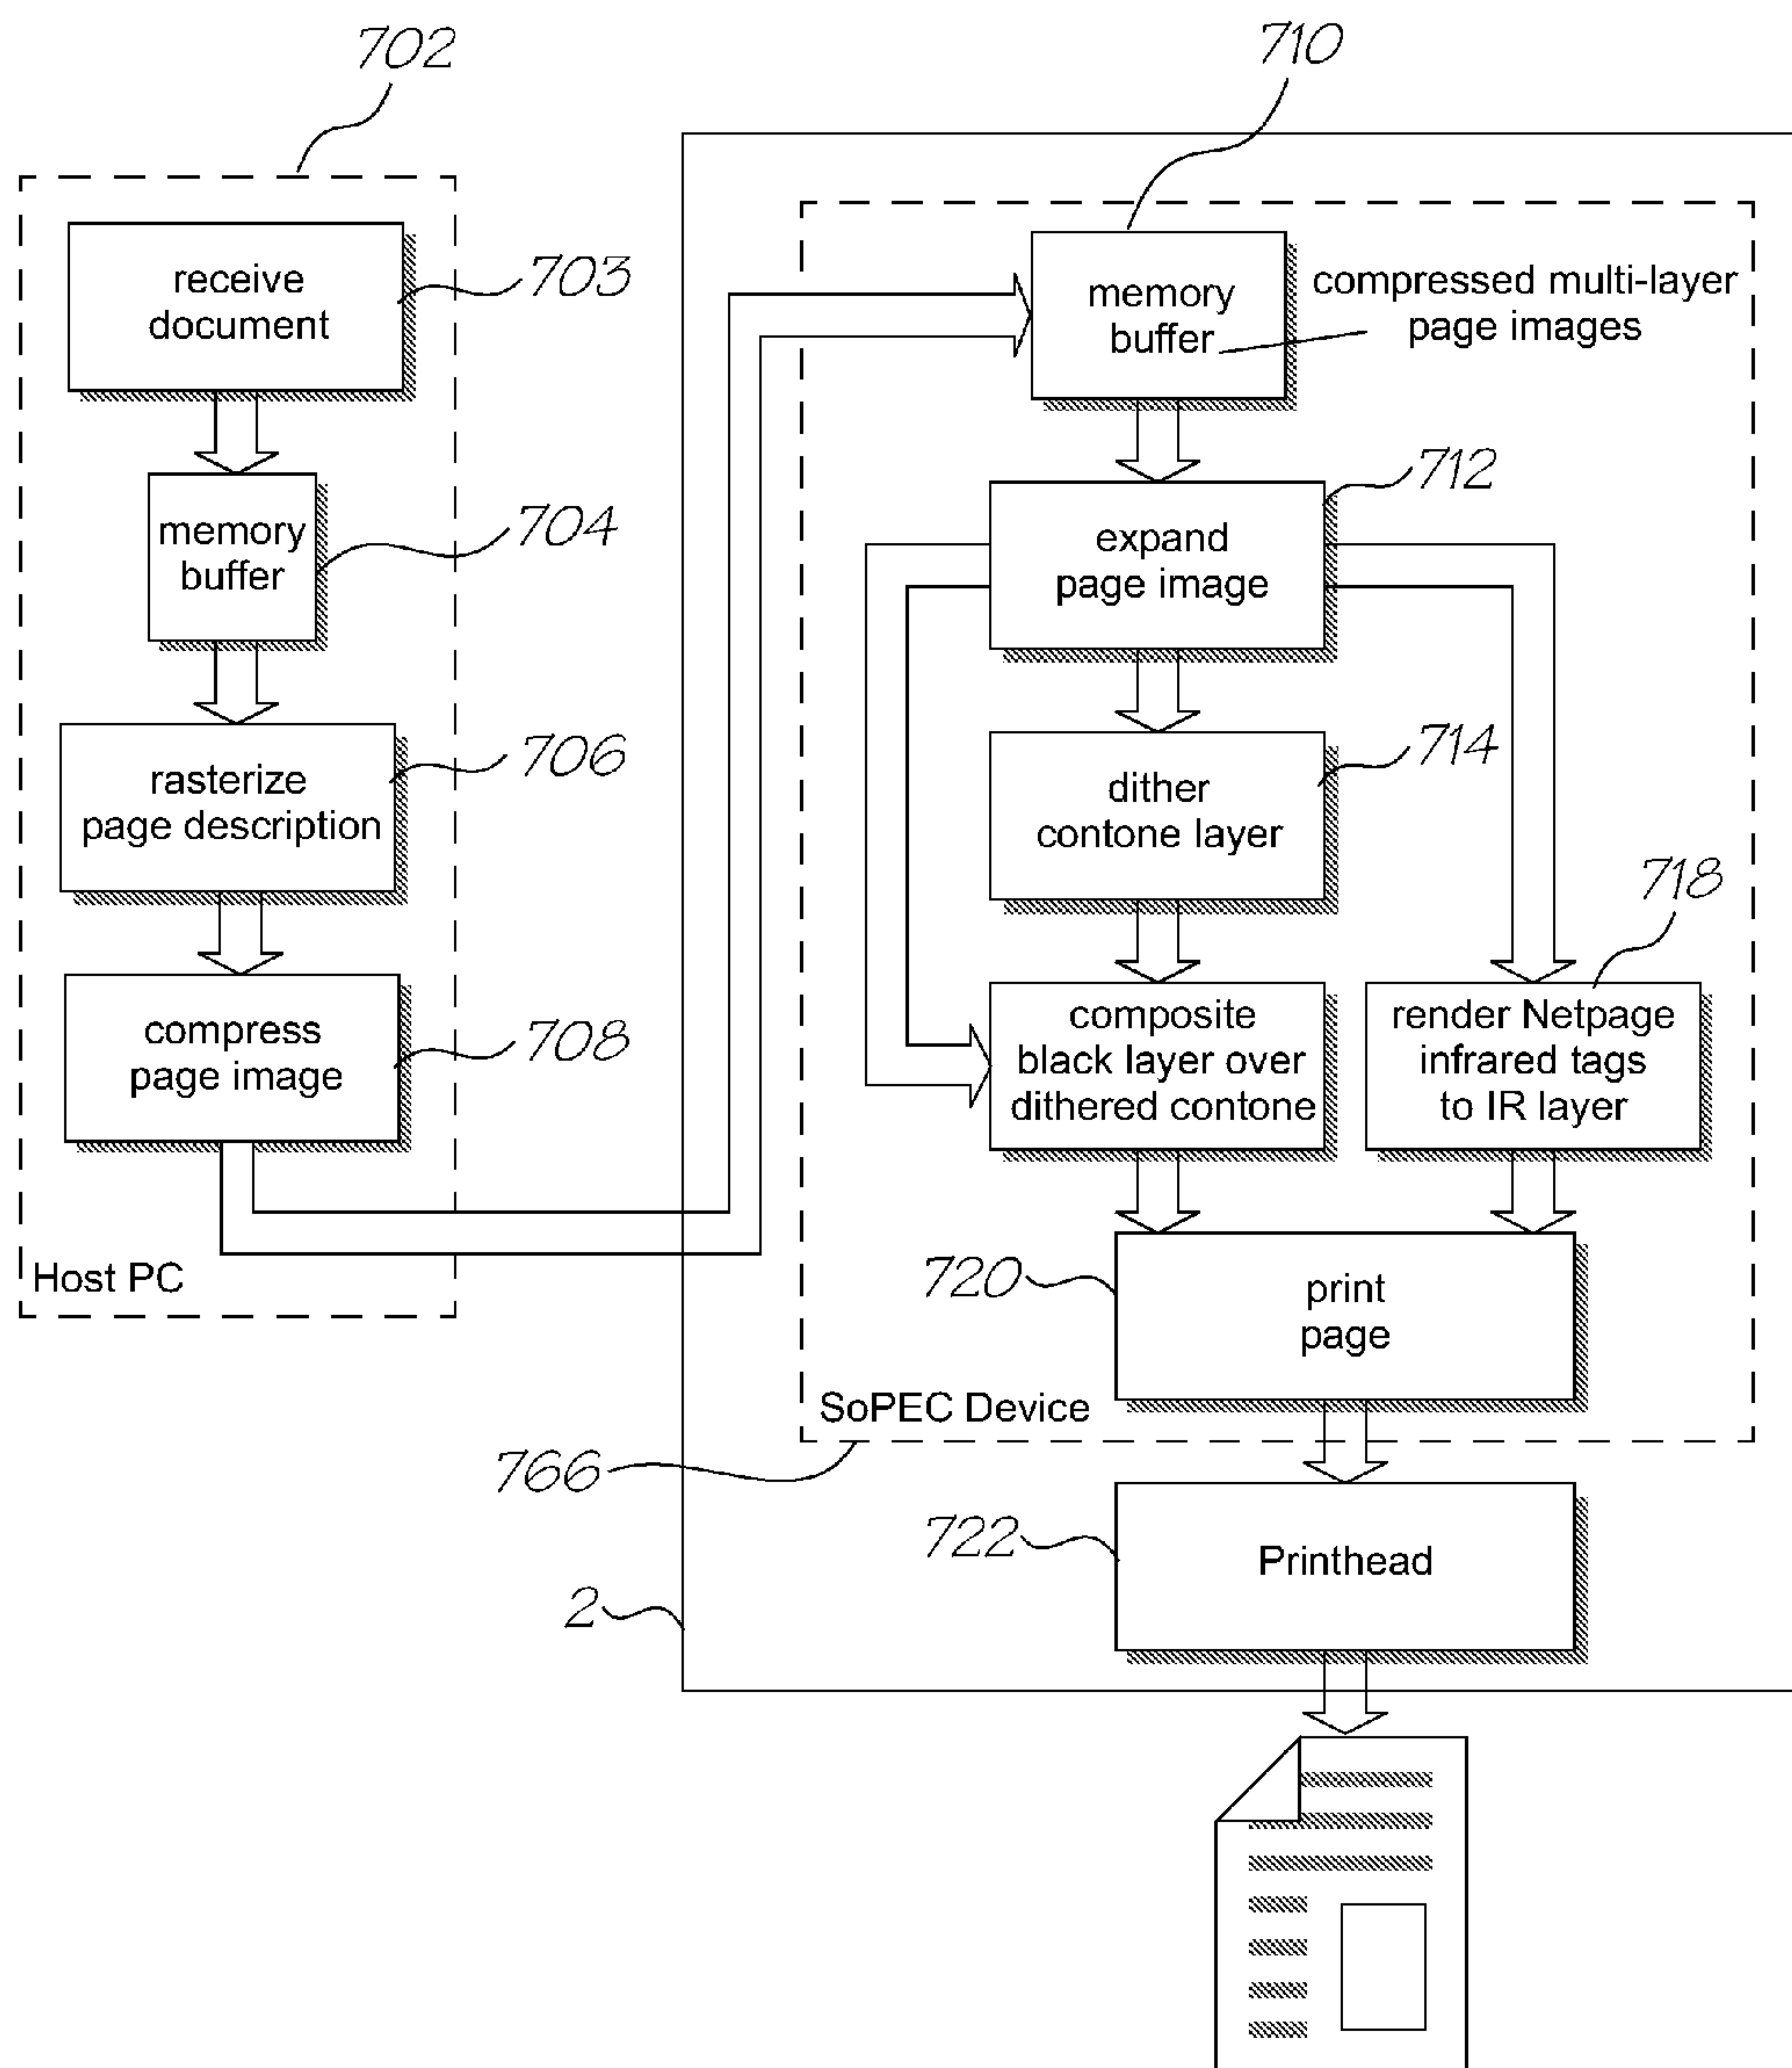 702
710
receive
document
703
memory
buffer
compressed multi-layer
page images
memory
buffer
704
expand
page image
712
rasterize
page description
706
dither
contone layer
714
718
compress
page image
708
composite
black layer over
dithered contone
render Netpage
infrared tags
to IR layer
Host PC
720
print
page
SoPEC Device
766
722
Printhead
2